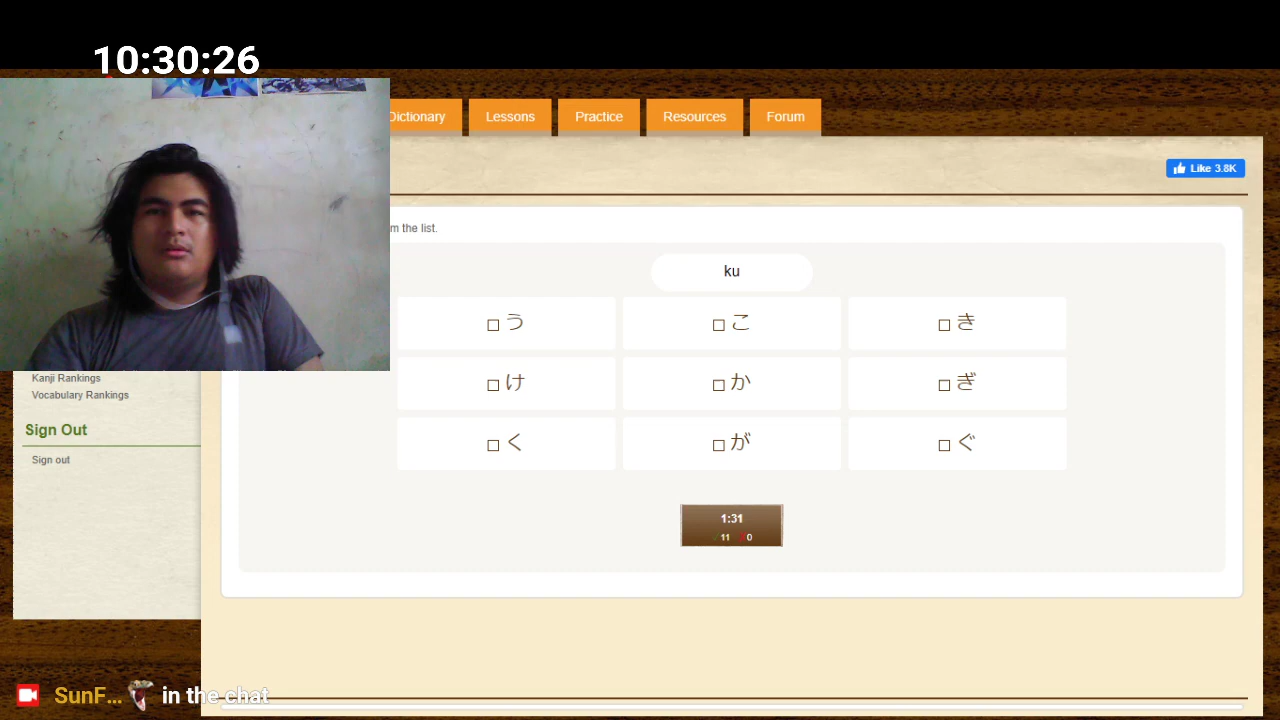 10:30:26
Dictionary
Lessons
Practice
Resources
Forum
Like 3.8K
m the list.
ku
う
こ
き
け
か
ぎ
く
が
ぐ
1:31
11 0
Kanji Rankings
Vocabulary Rankings
Sign Out
Sign out
SunF... in the chat